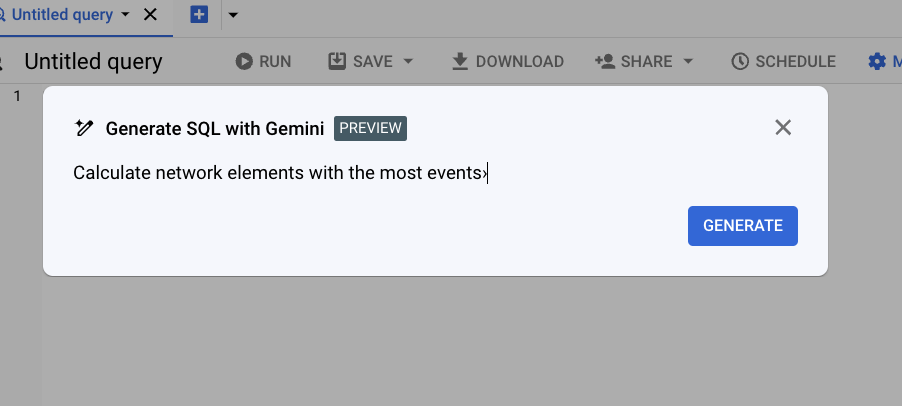 Untitled query
Untitled query
RUN
SAVE
DOWNLOAD
SHARE
SCHEDULE
M
1
Generate SQL with Gemini PREVIEW
Calculate network elements with the most events›
GENERATE